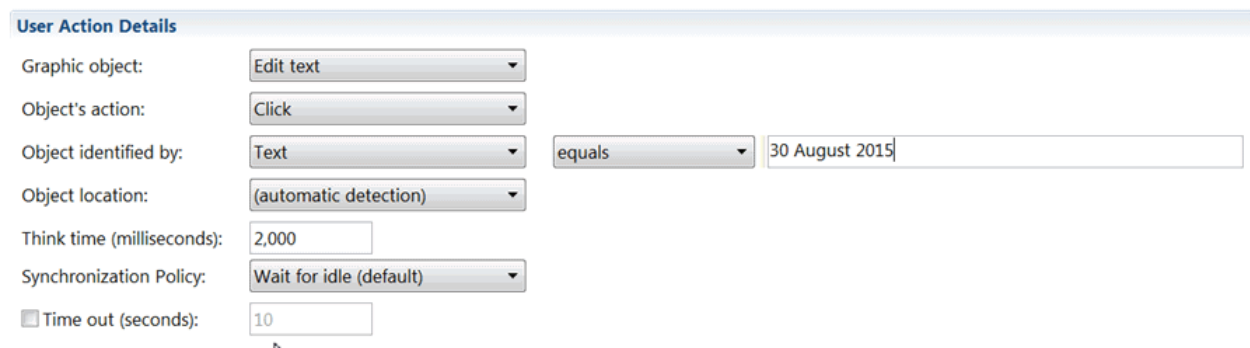 User Action Details
Graphic object: Edit text
Object's action: Click
Object identified by: Text equals 30 August 2015
Object location: (automatic detection)
Think time (milliseconds): 2,000
Synchronization Policy: Wait for idle (default)
Time out (seconds): 10